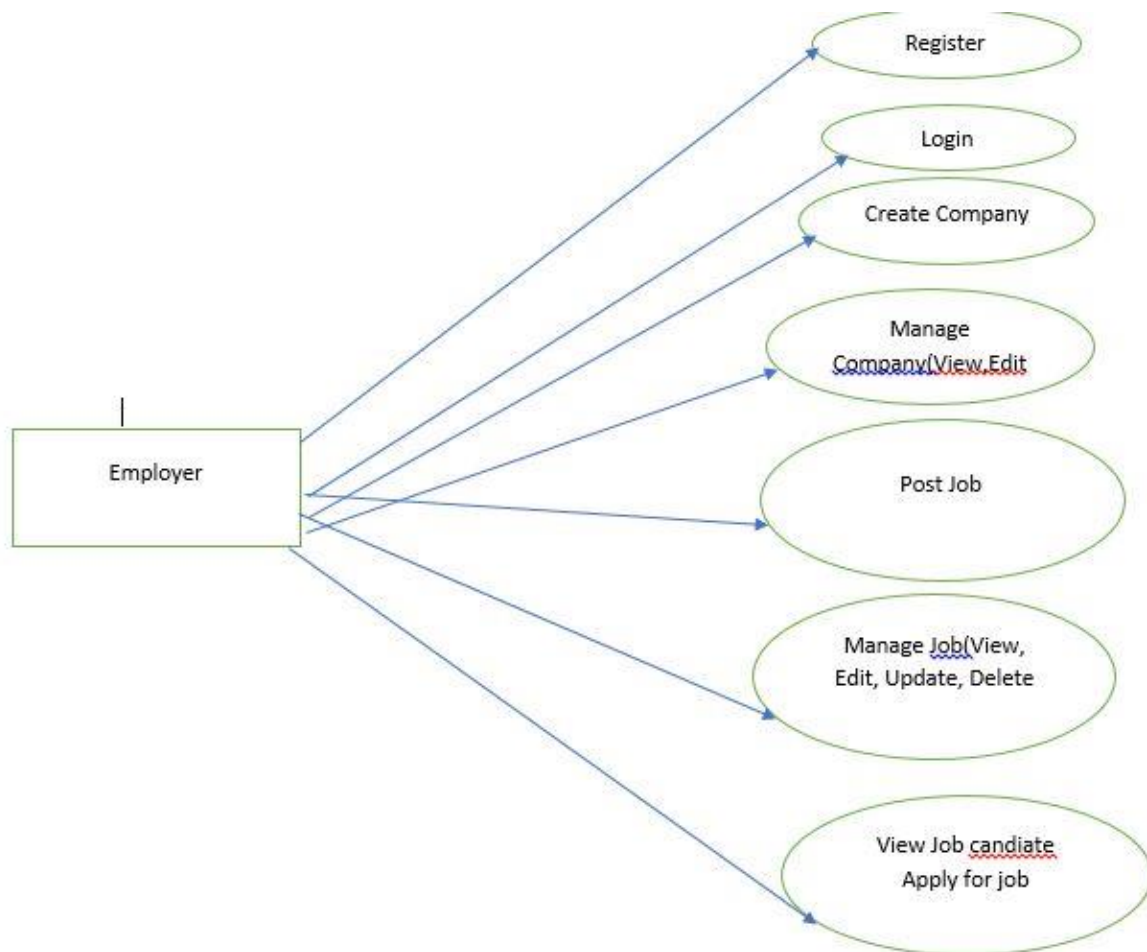 Register
Login
Create Company
Manage
Company(View,Edit
Employer
Post Job
Manage Job(View,
Edit, Update, Delete
View Job candiate
Apply for job